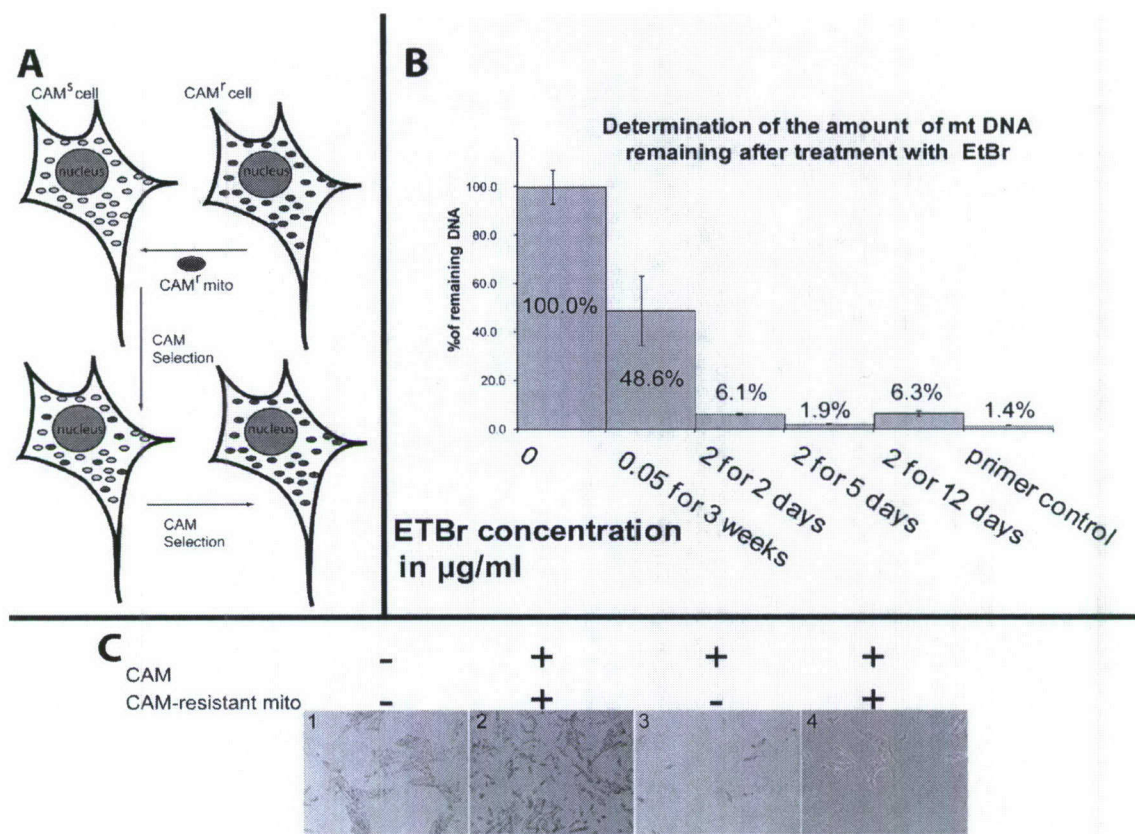 A
CAMˢ cell
CAMʳ cell
nucleus
nucleus
CAMʳ mito
CAM
Selection
nucleus
nucleus
CAM
Selection
B
Determination of the amount of mt DNA
remaining after treatment with EtBr
%of remaining DNA
100.0
80.0
60.0
40.0
20.0
0.0
100.0%
48.6%
6.1%
1.9%
6.3%
1.4%
0
0.05 for 3 weeks
2 for 2 days
2 for 5 days
2 for 12 days
primer control
ETBr concentration
in µg/ml
C
CAM - + + +
CAM-resistant mito - + - +
1 2 3 4